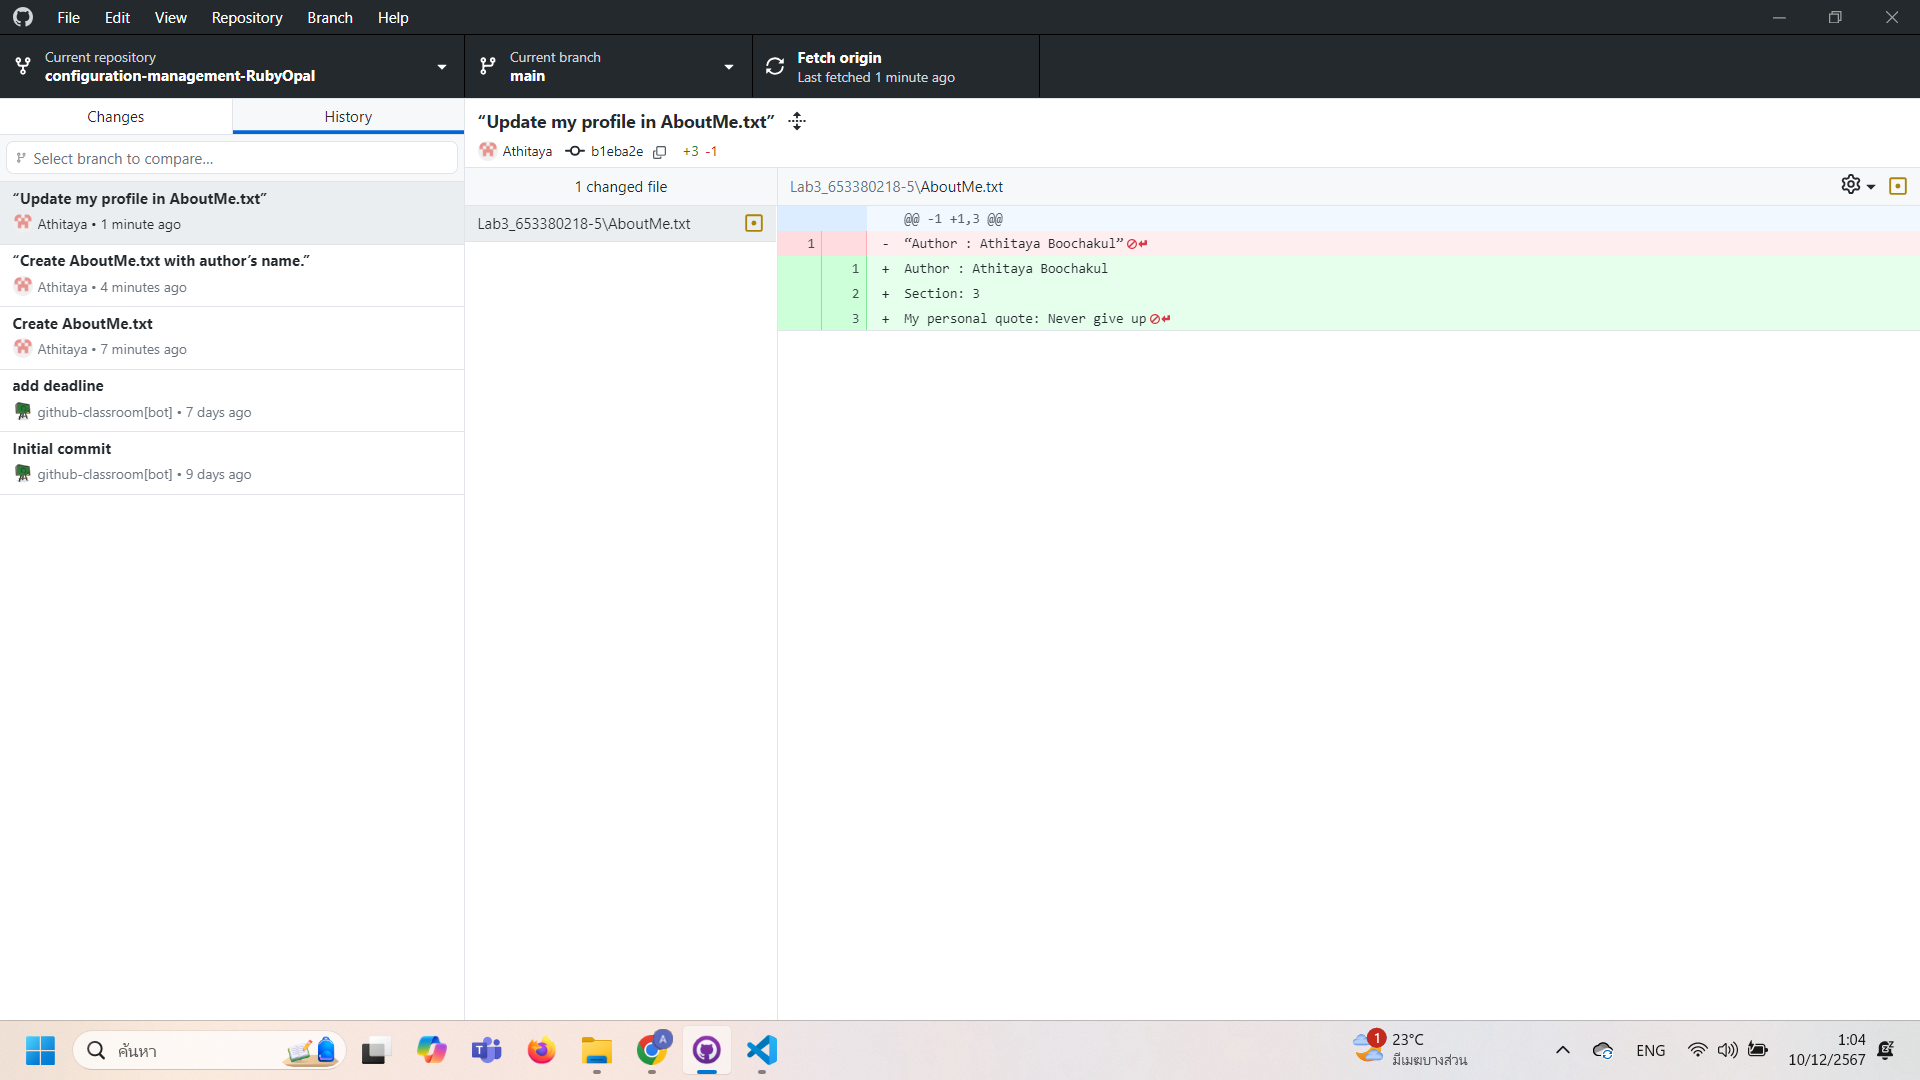 File Edit View Repository Branch Help
Current repository
configuration-management-RubyOpal
Current branch
main
Fetch origin
Last fetched 1 minute ago
Changes
History
Select branch to compare...
“Update my profile in AboutMe.txt”
Athitaya • 1 minute ago
“Create AboutMe.txt with author’s name.”
Athitaya • 4 minutes ago
Create AboutMe.txt
Athitaya • 7 minutes ago
add deadline
github-classroom[bot] • 7 days ago
Initial commit
github-classroom[bot] • 9 days ago
“Update my profile in AboutMe.txt”
Athitaya b1eba2e +3 -1
1 changed file
Lab3_653380218-5\AboutMe.txt
Lab3_653380218-5\AboutMe.txt
@@ -1 +1,3 @@
1 - “Author : Athitaya Boochakul”
1 + Author : Athitaya Boochakul
2 + Section: 3
3 + My personal quote: Never give up
ค้นหา
A
1
23°C
มีเมฆบางส่วน
ENG
1:04
10/12/2567